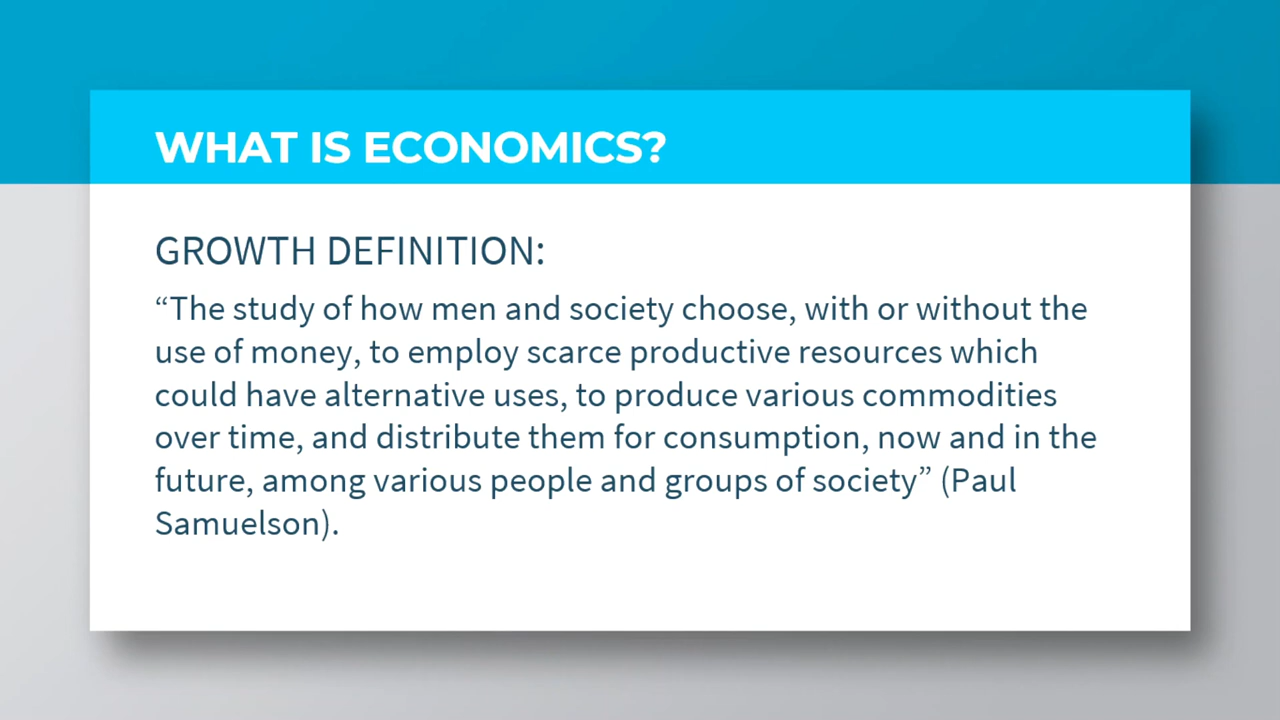 WHAT IS ECONOMICS?
GROWTH DEFINITION:
“The study of how men and society choose, with or without the
use of money, to employ scarce productive resources which
could have alternative uses, to produce various commodities
over time, and distribute them for consumption, now and in the
future, among various people and groups of society” (Paul
Samuelson).